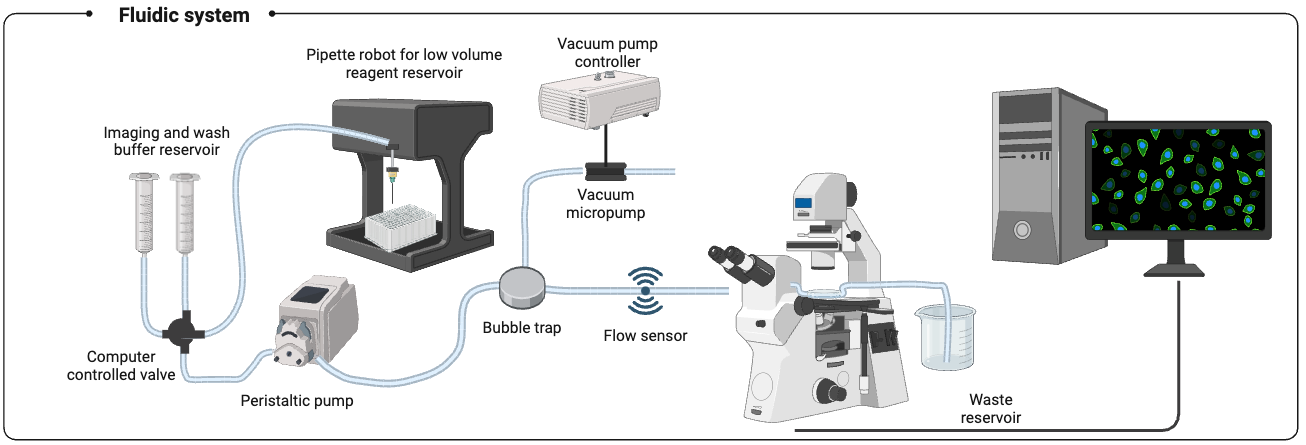 Fluidic system
Pipette robot for low volume
reagent reservoir
Vacuum pump
controller
Imaging and wash
buffer reservoir
Vacuum
micropump
Bubble trap
Flow sensor
Computer
controlled valve
Peristaltic pump
Waste
reservoir